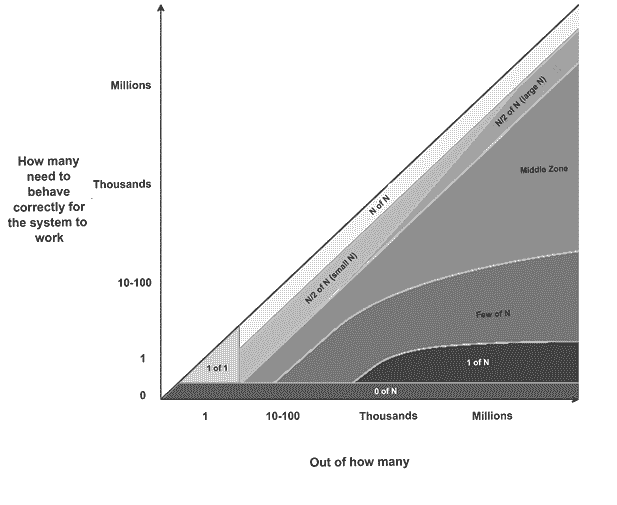 Millions
How many
need to
behave
correctly for
the system to
work
Thousands
10-100
1
0
N of N
N/2 of N (large N)
N/2 of N (small N)
Middle Zone
Few of N
1 of 1
1 of N
0 of N
1
10-100
Thousands
Millions
Out of how many